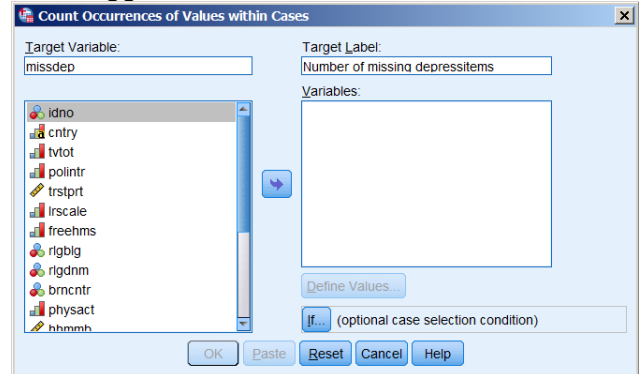 Count Occurrences of Values within Cases
Target Variable:
missdep
Target Label:
Number of missing depressitems
idno
cntry
tvtot
polintr
trstprt
lrscale
freehms
rlgblg
rlgdnm
brncntr
physact
hhmmb
Variables:
Define Values...
If... (optional case selection condition)
OK Paste Reset Cancel Help